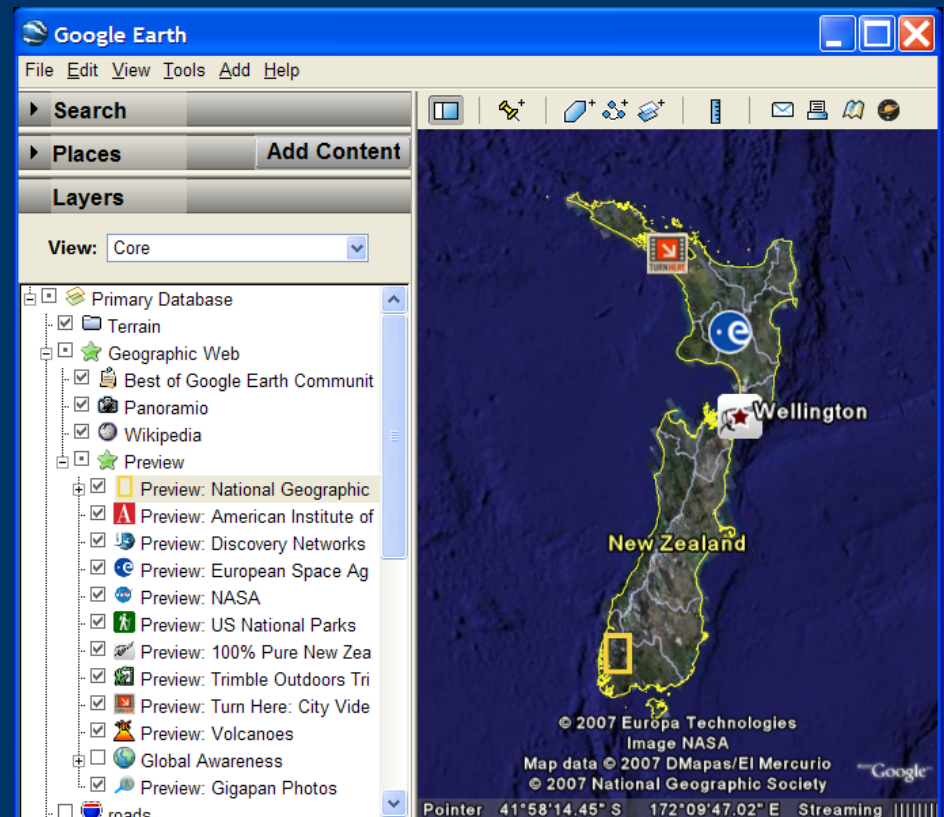 Google Earth
File Edit View Tools Add Help
Search
Places Add Content
Layers
View: Core
Primary Database
Terrain
Geographic Web
Best of Google Earth Communit
Panoramio
Wikipedia
Preview
Preview: National Geographic
Preview: American Institute of
Preview: Discovery Networks
Preview: European Space Ag
Preview: NASA
Preview: US National Parks
Preview: 100% Pure New Zea
Preview: Trimble Outdoors Tri
Preview: Turn Here: City Vide
Preview: Volcanoes
Global Awareness
Preview: Gigapan Photos
roads
TURN HERE
Wellington
New Zealand
© 2007 Europa Technologies
Image NASA
Map data © 2007 DMapas/El Mercurio
© 2007 National Geographic Society
Google
Pointer 41°58'14.45" S 172°09'47.02" E Streaming ||||||||